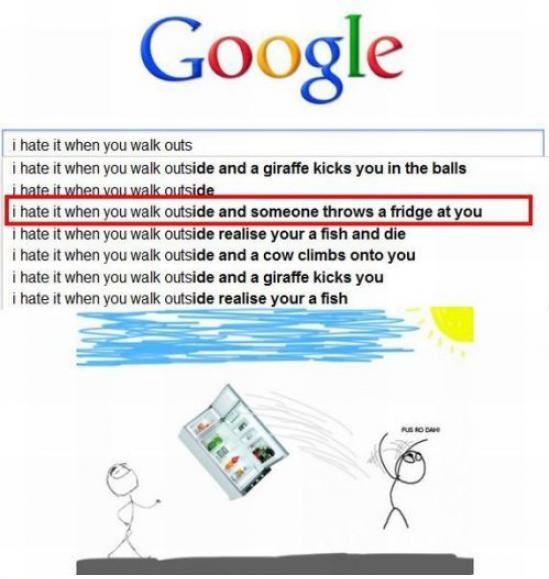 Google
i hate it when you walk outs
i hate it when you walk outside and a giraffe kicks you in the balls
i hate it when you walk outside
i hate it when you walk outside and someone throws a fridge at you
i hate it when you walk outside realise your a fish and die
i hate it when you walk outside and a cow climbs onto you
i hate it when you walk outside and a giraffe kicks you
i hate it when you walk outside realise your a fish
FUS RO DAH!